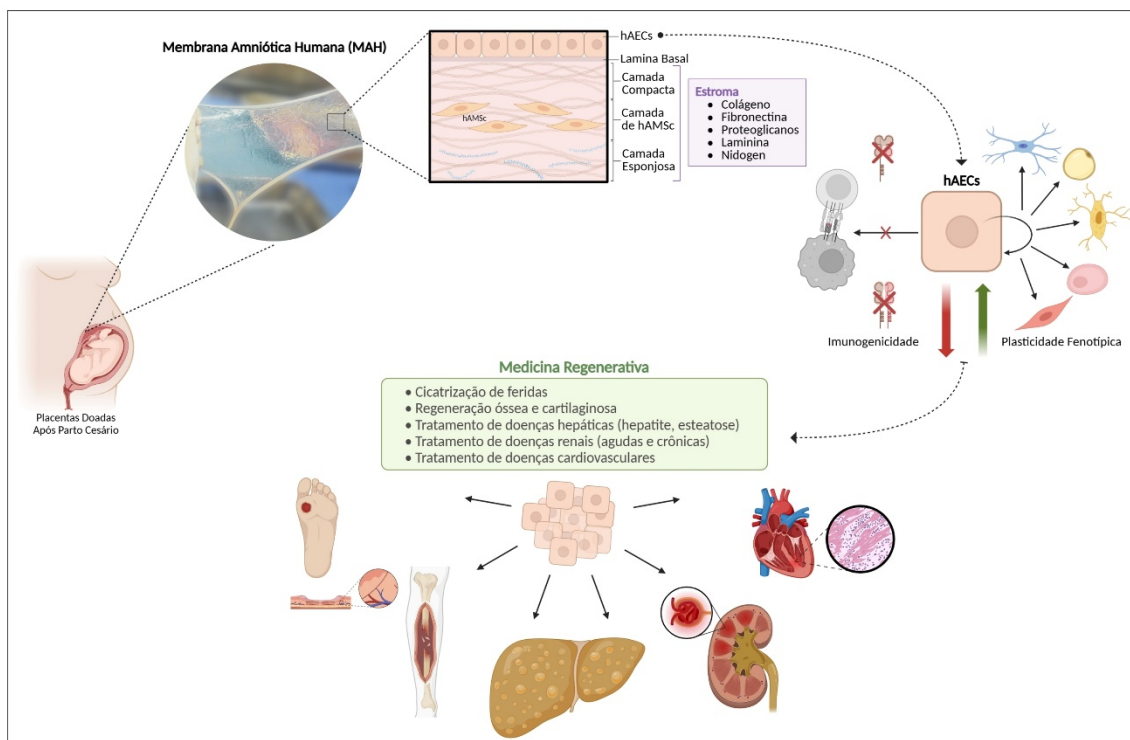 Membrana Amniótica Humana (MAH)
hAECs
Lamina Basal
Camada
Compacta
hAMSc
Camada
de hAMSc
Camada
Esponjosa
Estroma
• Colágeno
• Fibronectina
• Proteoglicanos
• Laminina
• Nidogen
hAECs
Imunogenicidade
Plasticidade Fenotípica
Placentas Doadas
Após Parto Cesário
Medicina Regenerativa
• Cicatrização de feridas
• Regeneração óssea e cartilaginosa
• Tratamento de doenças hepáticas (hepatite, esteatose)
• Tratamento de doenças renais (agudas e crônicas)
• Tratamento de doenças cardiovasculares